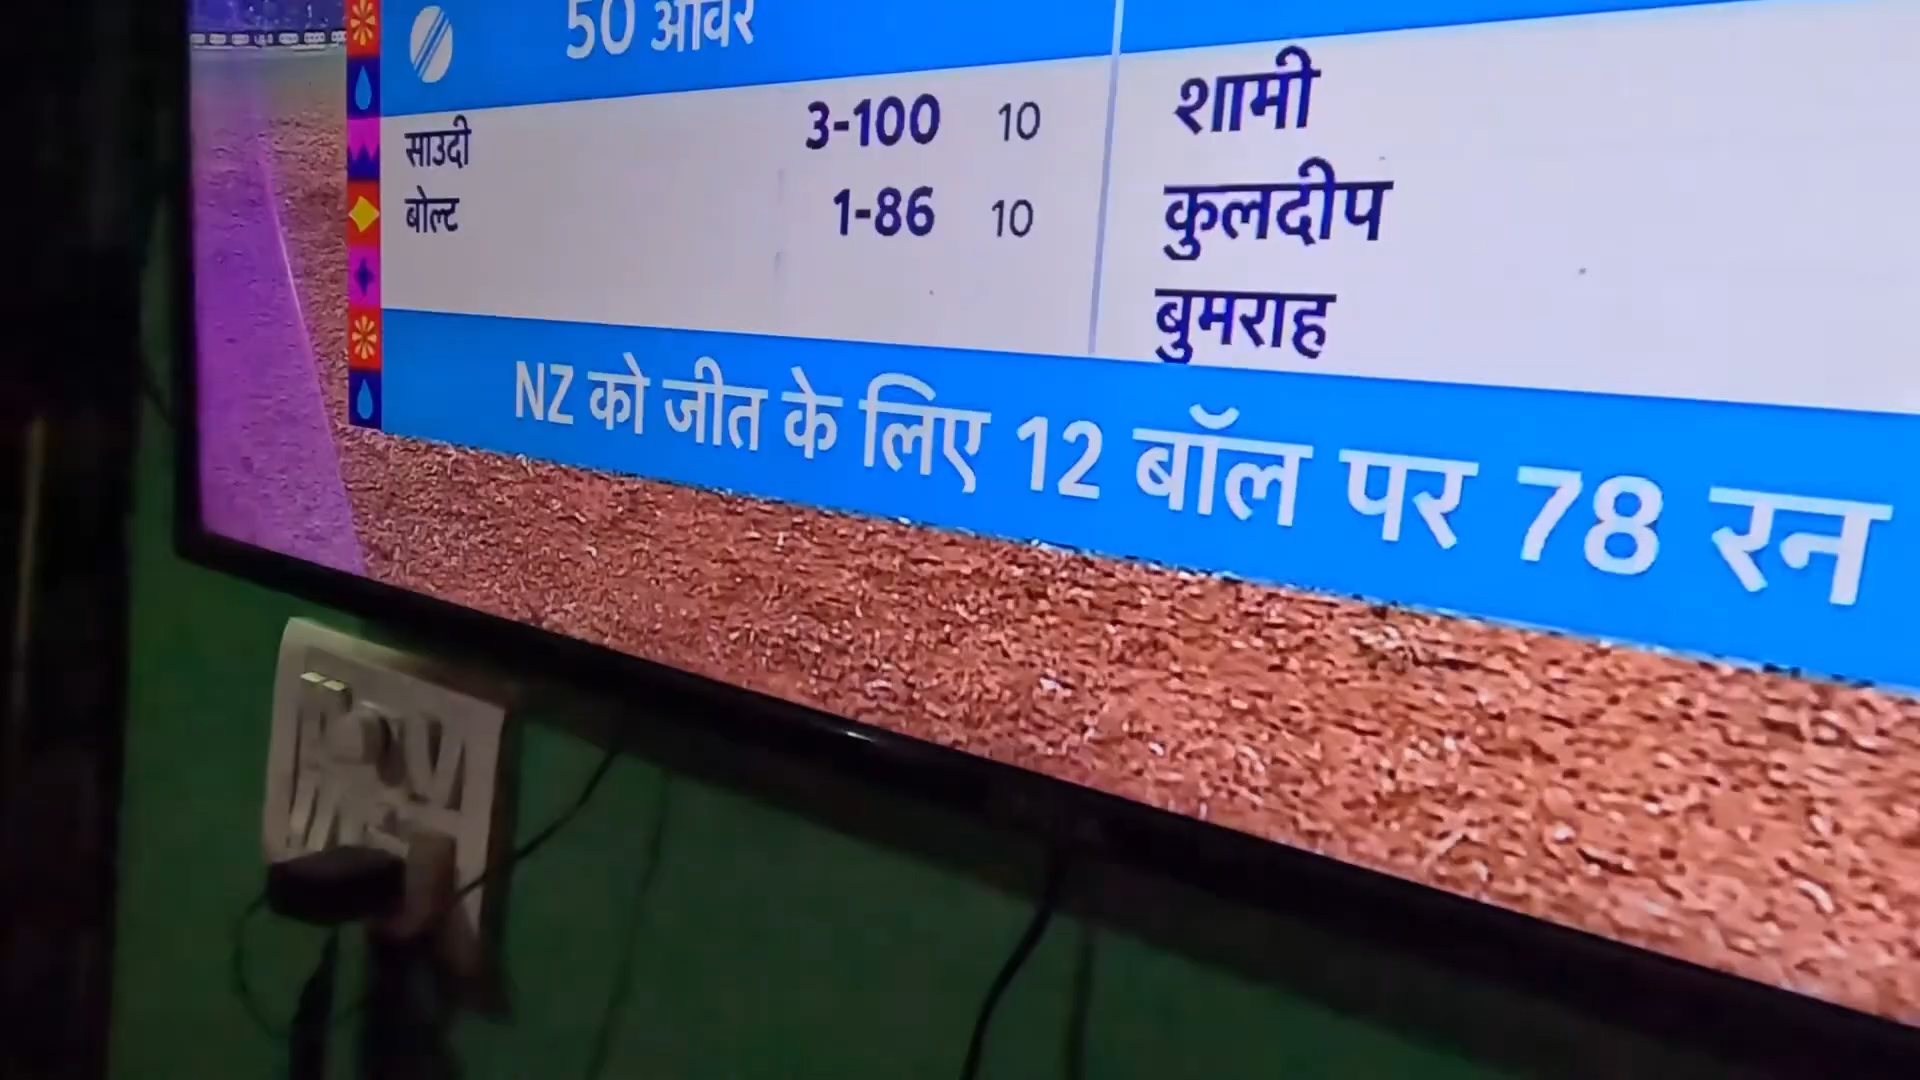 50 ओवर
साउदी 3-100 10
बोल्ट 1-86 10
शामी
कुलदीप
बुमराह
NZ को जीत के लिए 12 बॉल पर 78 रन